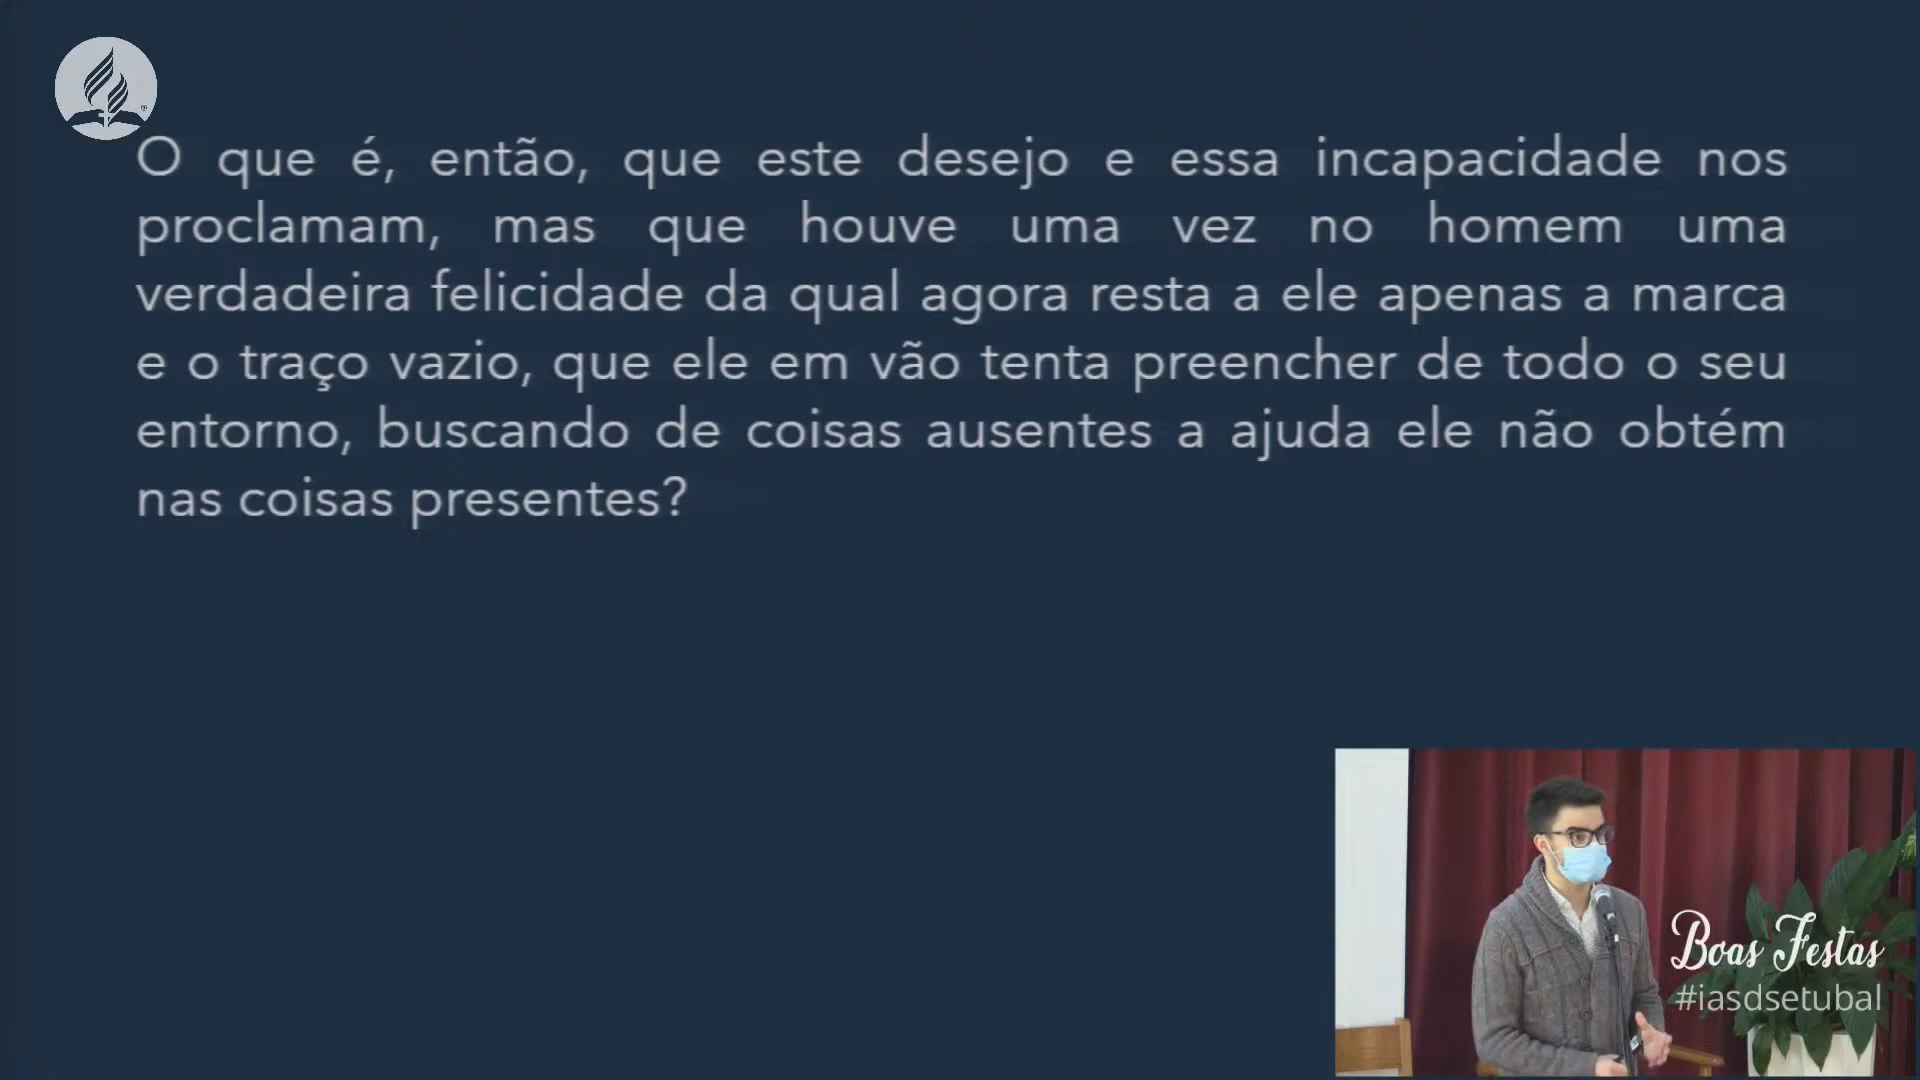 O que é, então, que este desejo e essa incapacidade nos
proclamam, mas que houve uma vez no homem uma
verdadeira felicidade da qual agora resta a ele apenas a marca
e o traço vazio, que ele em vão tenta preencher de todo o seu
entorno, buscando de coisas ausentes a ajuda ele não obtém
nas coisas presentes?
Boas Festas
#iasdsetubal